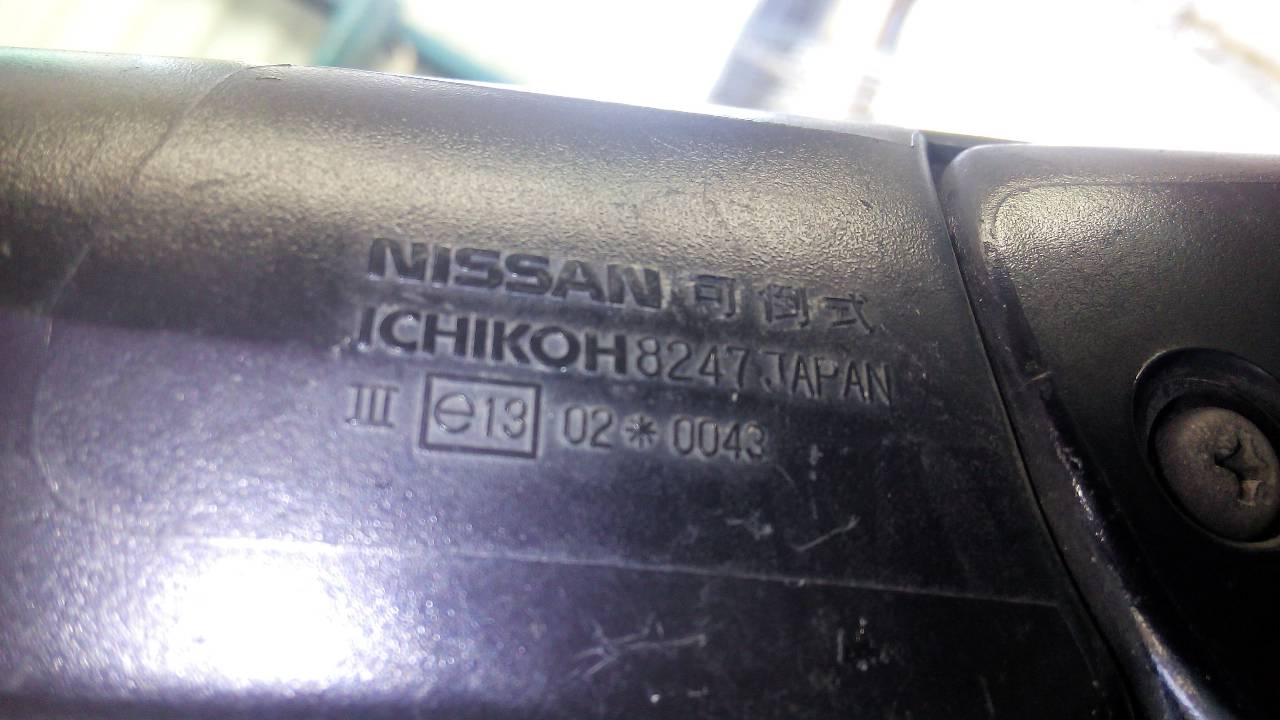 NISSAN 可倒式
ICHIKOH 8247 JAPAN
III e13 02*0043